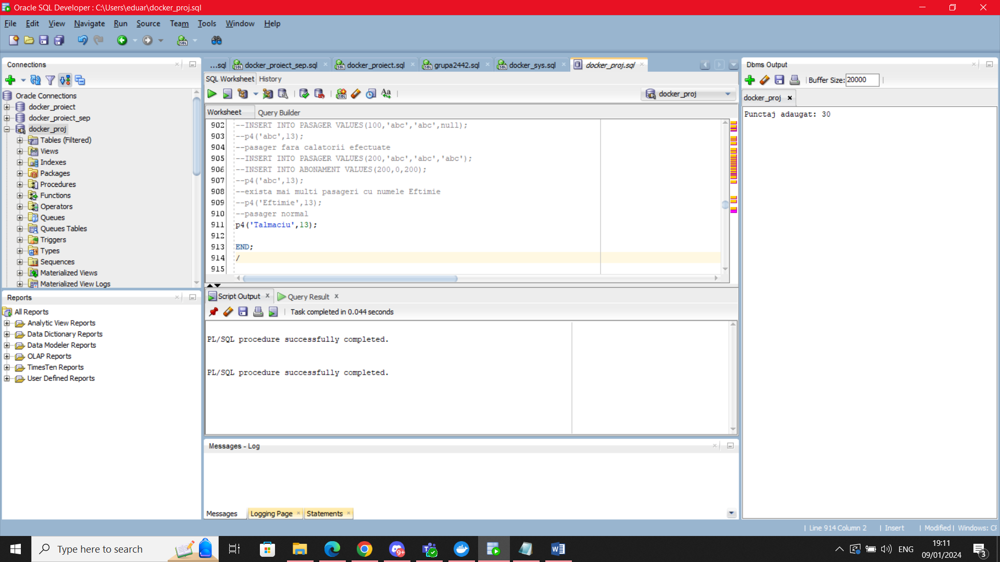 Oracle SQL Developer : C:\Users\eduar\docker_proj.sql
File Edit View Navigate Run Source Team Tools Window Help
Connections
Oracle Connections
docker_proiect
docker_proiect_sep
docker_proj
Tables (Filtered)
Views
Indexes
Packages
Procedures
Functions
Operators
Queues
Queues Tables
Triggers
Types
Sequences
Materialized Views
Materialized View Logs
Reports
All Reports
Analytic View Reports
Data Dictionary Reports
Data Modeler Reports
OLAP Reports
TimesTen Reports
User Defined Reports
...sql docker_proiect_sep.sql docker_proiect.sql grupa2442.sql docker_sys.sql docker_proj.sql
SQL Worksheet History
docker_proj
Worksheet Query Builder
902 --INSERT INTO PASAGER VALUES(100,'abc','abc',null);
903 --p4('abc',13);
904 --pasager fara calatorii efectuate
905 --INSERT INTO PASAGER VALUES(200,'abc','abc','abc');
906 --INSERT INTO ABONAMENT VALUES(200,0,200);
907 --p4('abc',13);
908 --exista mai multi pasageri cu numele Eftimie
909 --p4('Eftimie',13);
910 --pasager normal
911 p4('Talmaciu',13);
912
913 END;
914 /
915
Script Output Query Result
Task completed in 0.044 seconds
PL/SQL procedure successfully completed.
PL/SQL procedure successfully completed.
Messages - Log
Messages Logging Page Statements
Dbms Output
Buffer Size: 20000
docker_proj
Punctaj adaugat: 30
Line 914 Column 2 | Insert | Modified | Windows: CF
Type here to search
9+
ENG
19:11
09/01/2024
3